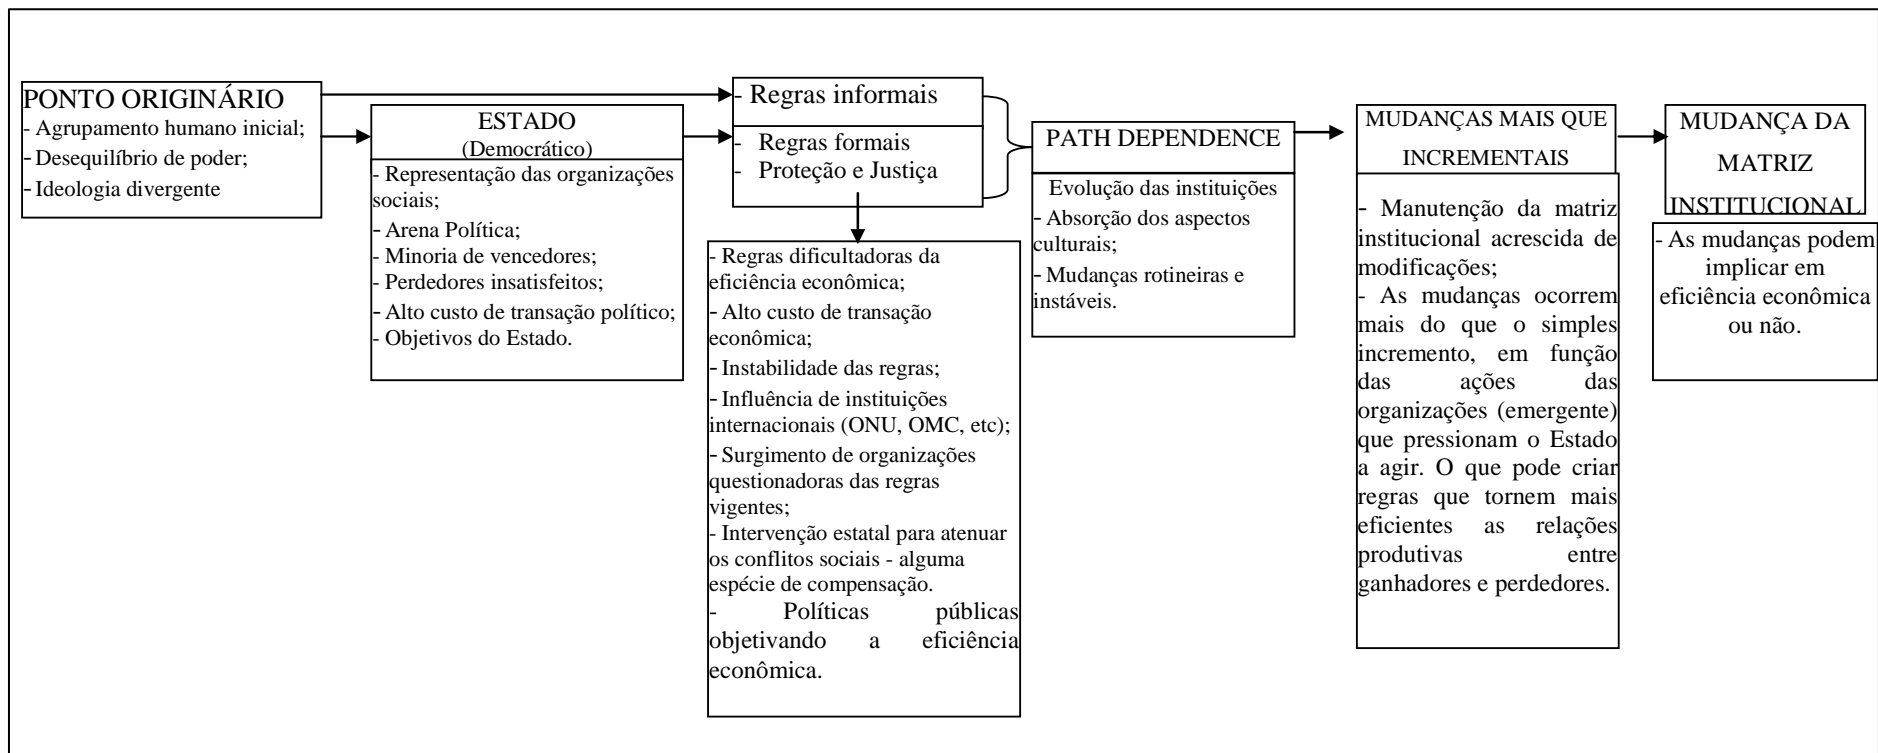 PONTO ORIGINÁRIO
- Agrupamento humano inicial;
- Desequilíbrio de poder;
- Ideologia divergente
ESTADO
(Democrático)
- Representação das organizações
sociais;
- Arena Política;
- Minoria de vencedores;
- Perdedores insatisfeitos;
- Alto custo de transação político;
- Objetivos do Estado.
- Regras informais
- Regras formais
- Proteção e Justiça
- Regras dificultadoras da
eficiência econômica;
- Alto custo de transação
econômica;
- Instabilidade das regras;
- Influência de instituições
internacionais (ONU, OMC, etc);
- Surgimento de organizações
questionadoras das regras
vigentes;
- Intervenção estatal para atenuar
os conflitos sociais - alguma
espécie de compensação.
- Políticas públicas
objetivando a eficiência
econômica.
PATH DEPENDENCE
Evolução das instituições
- Absorção dos aspectos
culturais;
- Mudanças rotineiras e
instáveis.
MUDANÇAS MAIS QUE
INCREMENTAIS
- Manutenção da matriz
institucional acrescida de
modificações;
- As mudanças ocorrem
mais do que o simples
incremento, em função
das ações das
organizações (emergente)
que pressionam o Estado
a agir. O que pode criar
regras que tornem mais
eficientes as relações
produtivas entre
ganhadores e perdedores.
MUDANÇA DA
MATRIZ
INSTITUCIONAL
- As mudanças podem
implicar em
eficiência econômica
ou não.